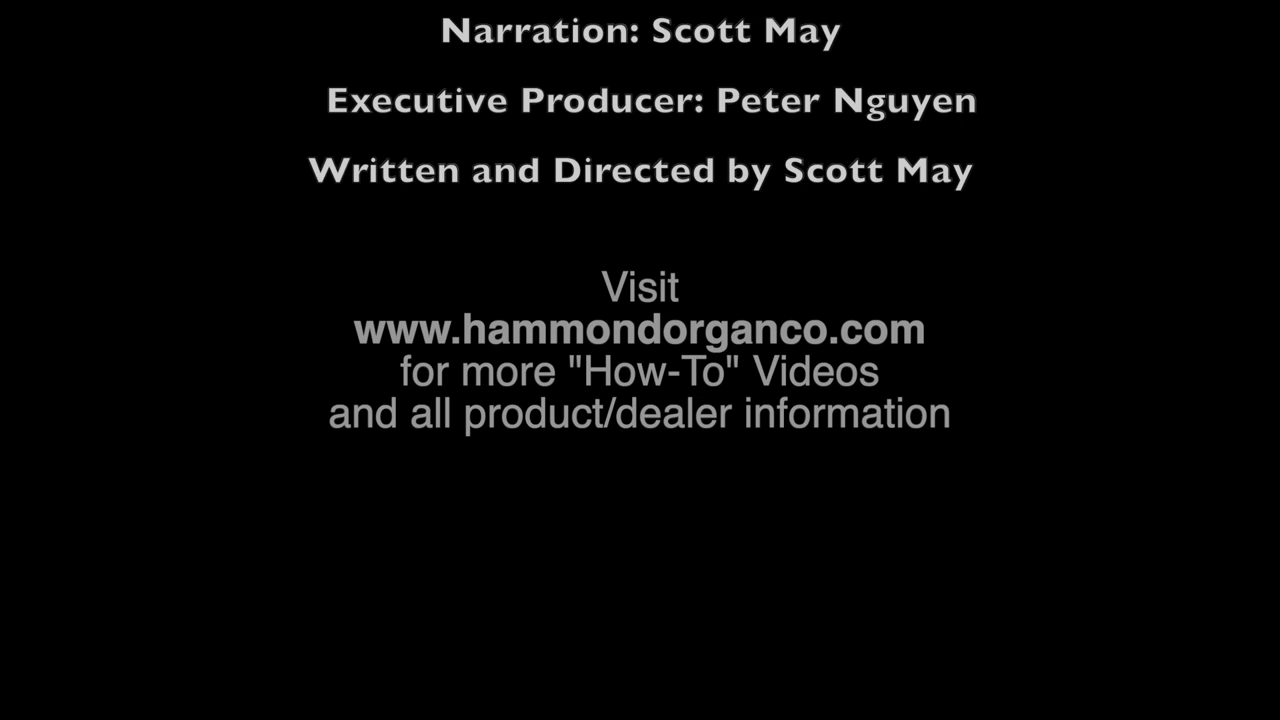 Narration: Scott May
Executive Producer: Peter Nguyen
Written and Directed by Scott May
Visit
www.hammondorganco.com
for more "How-To" Videos
and all product/dealer information